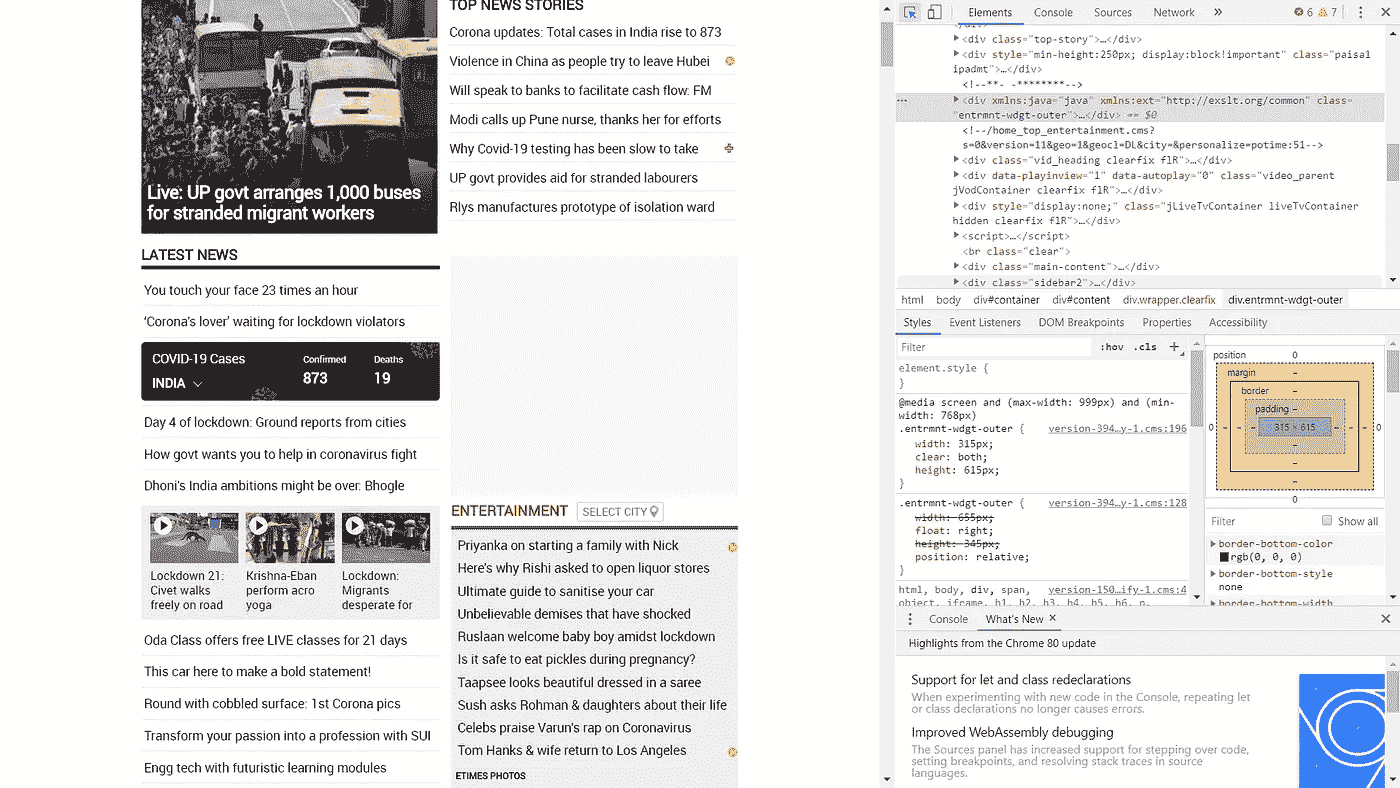 TOP NEWS STORIES
Corona updates: Total cases in India rise to 873
Violence in China as people try to leave Hubei
Will speak to banks to facilitate cash flow: FM
Modi calls up Pune nurse, thanks her for efforts
Why Covid-19 testing has been slow to take
UP govt provides aid for stranded labourers
Rlys manufactures prototype of isolation ward
Live: UP govt arranges 1,000 buses
for stranded migrant workers
LATEST NEWS
You touch your face 23 times an hour
‘Corona's lover’ waiting for lockdown violators
COVID-19 Cases
INDIA
Confirmed
873
Deaths
19
Day 4 of lockdown: Ground reports from cities
How govt wants you to help in coronavirus fight
Dhoni's India ambitions might be over: Bhogle
Lockdown 21:
Civet walks
freely on road
Krishna-Eban
perform acro
yoga
Lockdown:
Migrants
desperate for
Oda Class offers free LIVE classes for 21 days
This car here to make a bold statement!
Round with cobbled surface: 1st Corona pics
Transform your passion into a profession with SUI
Engg tech with futuristic learning modules
ENTERTAINMENT
SELECT CITY
Priyanka on starting a family with Nick
Here's why Rishi asked to open liquor stores
Ultimate guide to sanitise your car
Unbelievable demises that have shocked
Ruslaan welcome baby boy amidst lockdown
Is it safe to eat pickles during pregnancy?
Taapsee looks beautiful dressed in a saree
Sush asks Rohman & daughters about their life
Celebs praise Varun's rap on Coronavirus
Tom Hanks & wife return to Los Angeles
ETIMES PHOTOS
Elements Console Sources Network » 6 7
<div class="top-story">…</div>
<div style="min-height:250px; display:block!important" class="paisa1
ipadmt">…</div>
<!--**- -********-->
<div xmlns:java="java" xmlns:ext="http://exslt.org/common" class=
"entrmnt-wdgt-outer">…</div> == $0
<!--/home_top_entertainment.cms?
s=0&version=11&geo=1&geocl=DL&city=&personalize=potime:51-->
<div class="vid_heading clearfix flR">…</div>
<div data-playinview="1" data-autoplay="0" class="video_parent
jVodContainer clearfix flR">…</div>
<div style="display:none;" class="jLiveTvContainer liveTvContainer
hidden clearfix flR">…</div>
<script>…</script>
<br class="clear">
<div class="main-content">…</div>
<div class="sidebar2">…</div>
html body div#container div#content div.wrapper.clearfix div.entrmnt-wdgt-outer
Styles Event Listeners DOM Breakpoints Properties Accessibility
Filter :hov .cls +
element.style {
}
@media screen and (max-width: 999px) and (min-
width: 768px)
.entrmnt-wdgt-outer { version-394…y-1.cms:196
width: 315px;
clear: both;
height: 615px;
}
.entrmnt-wdgt-outer { version-394…y-1.cms:128
width: 655px;
float: right;
height: 345px;
position: relative;
}
html, body, div, span, version-150…ify-1.cms:4
object, iframe, h1, h2, h3, h4, h5, h6, p,
position 0
margin –
border –
padding –
0 – – – 315 × 615 – – – 0
–
–
–
0
Filter Show all
border-bottom-color
rgb(0, 0, 0)
border-bottom-style
none
border-bottom-width
Console What's New ×
Highlights from the Chrome 80 update
Support for let and class redeclarations
When experimenting with new code in the Console, repeating let
or class declarations no longer causes errors.
Improved WebAssembly debugging
The Sources panel has increased support for stepping over code,
setting breakpoints, and resolving stack traces in source
languages.